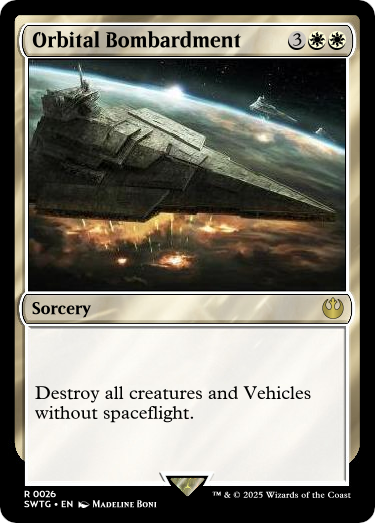 Orbital Bombardment 3
Sorcery
Destroy all creatures and Vehicles
without spaceflight.
R 0026
SWTG • EN Madeline Boni
™ & © 2025 Wizards of the Coast